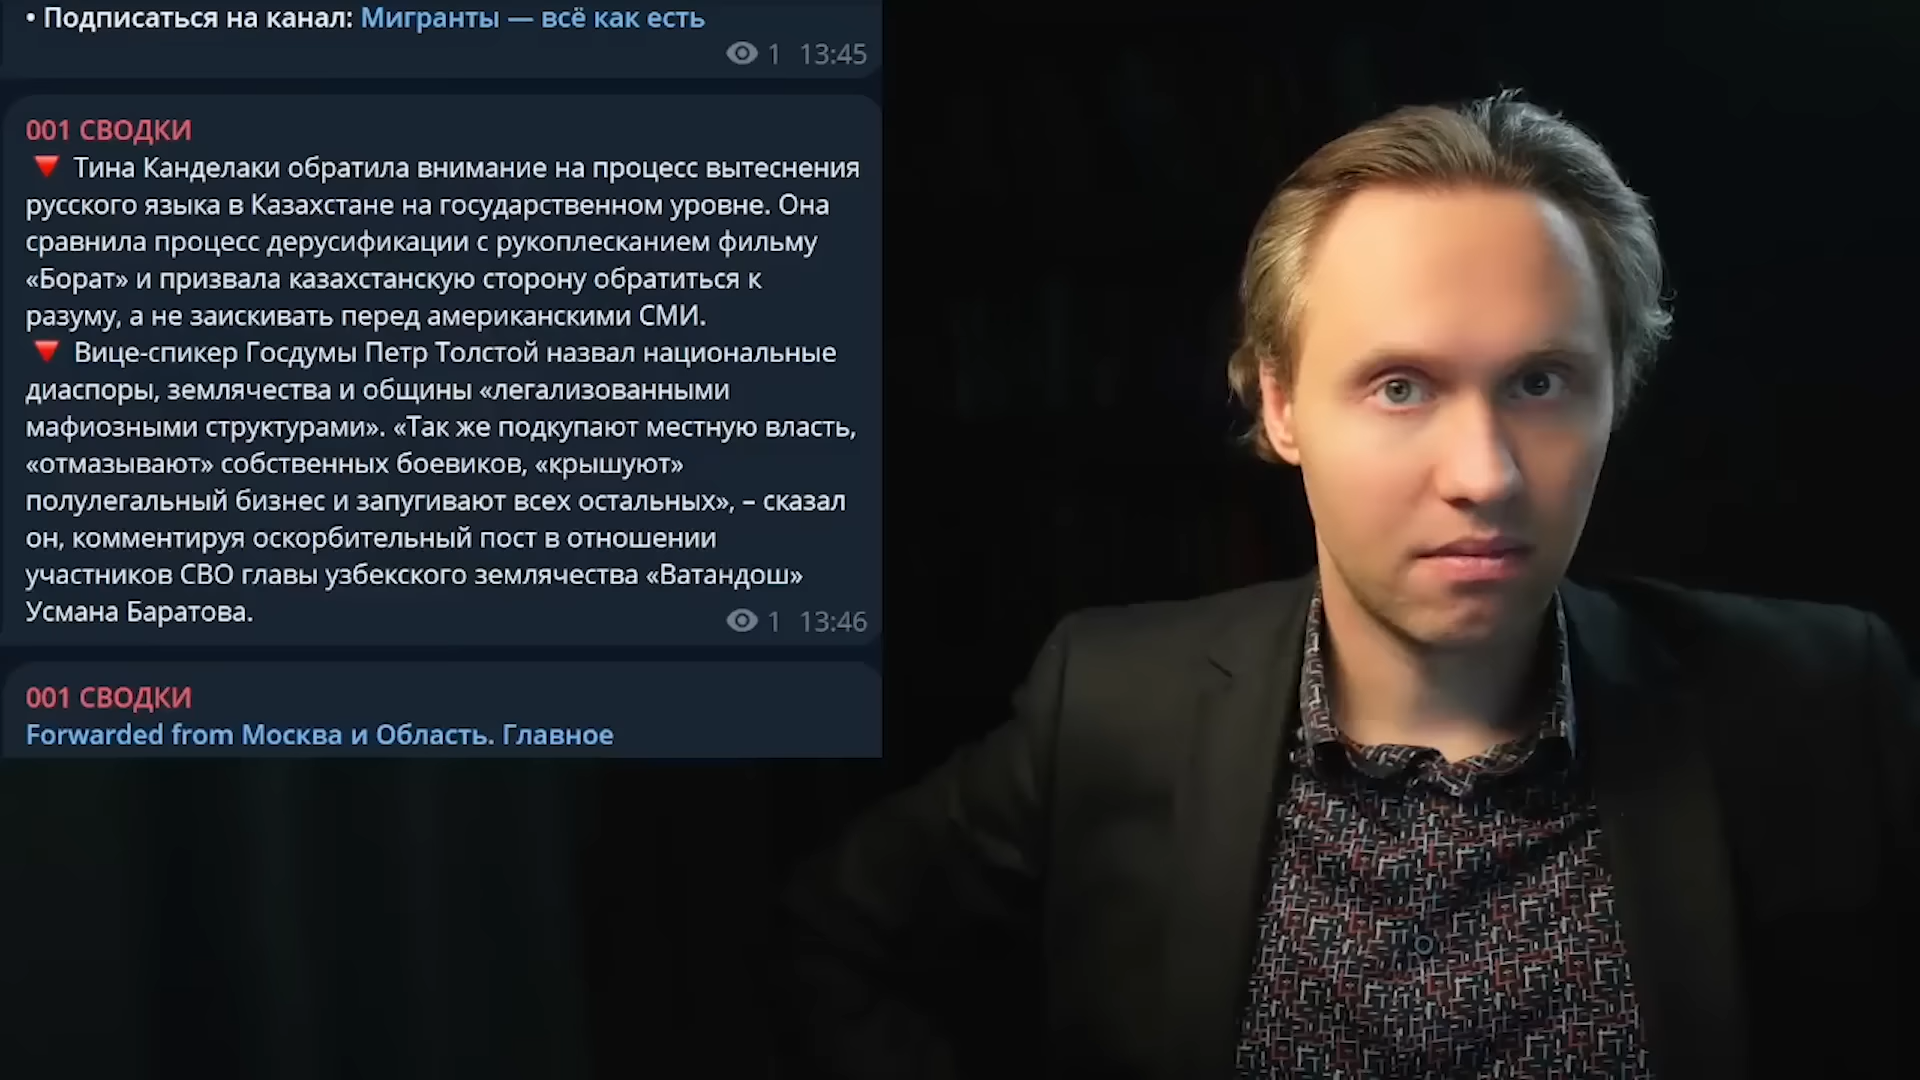 • Подписаться на канал: Мигранты — всё как есть
1 13:45
001 СВОДКИ
Тина Канделаки обратила внимание на процесс вытеснения
русского языка в Казахстане на государственном уровне. Она
сравнила процесс дерусификации с рукоплесканием фильму
«Борат» и призвала казахстанскую сторону обратиться к
разуму, а не заискивать перед американскими СМИ.
Вице-спикер Госдумы Петр Толстой назвал национальные
диаспоры, землячества и общины «легализованными
мафиозными структурами». «Так же подкупают местную власть,
«отмазывают» собственных боевиков, «крышуют»
полулегальный бизнес и запугивают всех остальных», – сказал
он, комментируя оскорбительный пост в отношении
участников СВО главы узбекского землячества «Ватандош»
Усмана Баратова.
1 13:46
001 СВОДКИ
Forwarded from Москва и Область. Главное